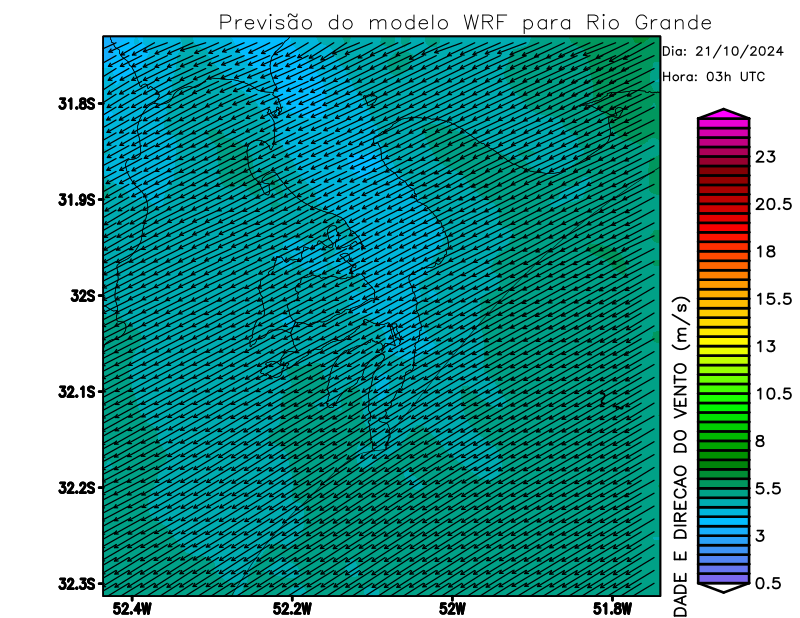 Previsão do modelo WRF para Rio Grande
Dia: 21/10/2024
Hora: 03h UTC
31.8S
31.9S
32S
32.1S
32.2S
32.3S
52.4W
52.2W
52W
51.8W
23
20.5
18
15.5
13
10.5
8
5.5
3
0.5
DADE E DIRECAO DO VENTO (m/s)